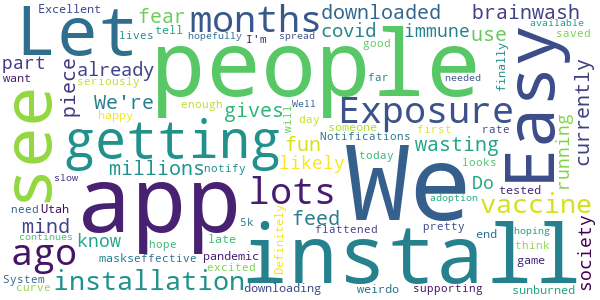 Excellent
fear
months
downloaded
brainwash
Let
lives
tell
hopefully
I'm
spread
covid
immune
use
available
saved
part
want
already
seriously
people
good
far
needed
finally
Easy
currently
see
piece
We're
happy
enough
gives
will
day
someone
Exposure
first
rate
running
getting
fun
Notifications
wasting
millions
notify
likely
today
looks
Do
tested
app
lots
We
vaccine
slow
need
Utah
mind
know
5k
late
Definitely
feed
flattened
adoption
pretty
end
hoping
think
society
ago
continues
maskseffective
hope
pandemic
excited
install
game
System
installation
curve
downloading
weirdo
supporting
sunburned